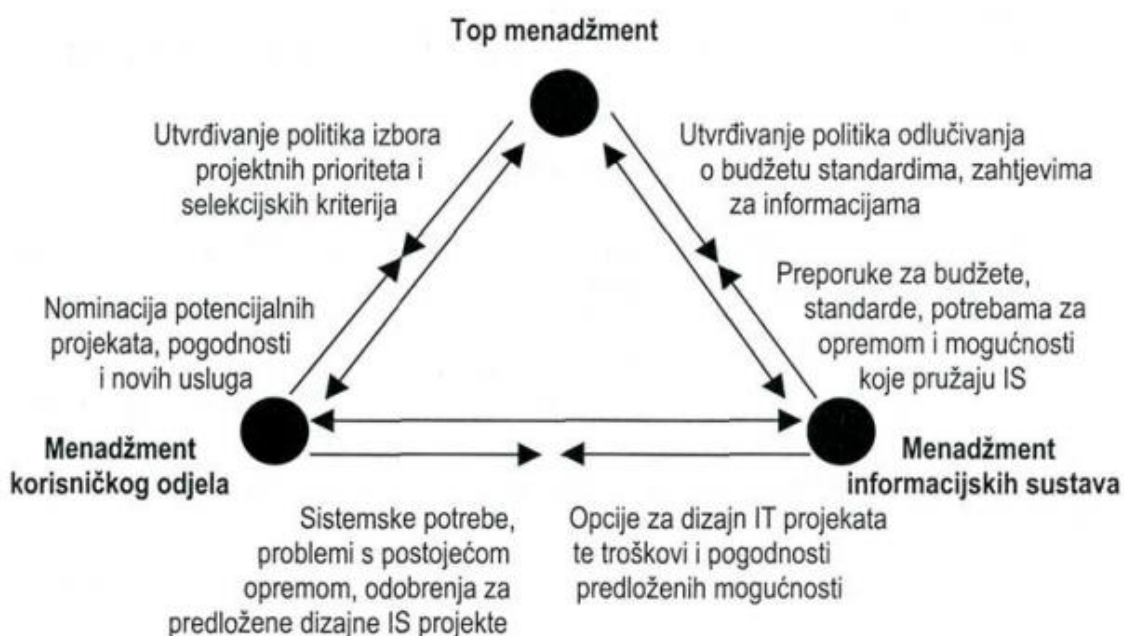 Top menadžment
Utvrđivanje politika izbora
projektnih prioriteta i
selekcijskih kriterija
Utvrđivanje politika odlučivanja
o budžetu standardima, zahtjevima
za informacijama
Nominacija potencijalnih
projekata, pogodnosti
i novih usluga
Preporuke za budžete,
standarde, potrebama za
opremom i mogućnosti
koje pružaju IS
Menadžment
korisničkog odjela
Menadžment
informacijskih sustava
Sistemske potrebe,
problemi s postojećom
opremom, odobrenja za
predložene dizajne IS projekte
Opcije za dizajn IT projekata
te troškovi i pogodnosti
predloženih mogućnosti